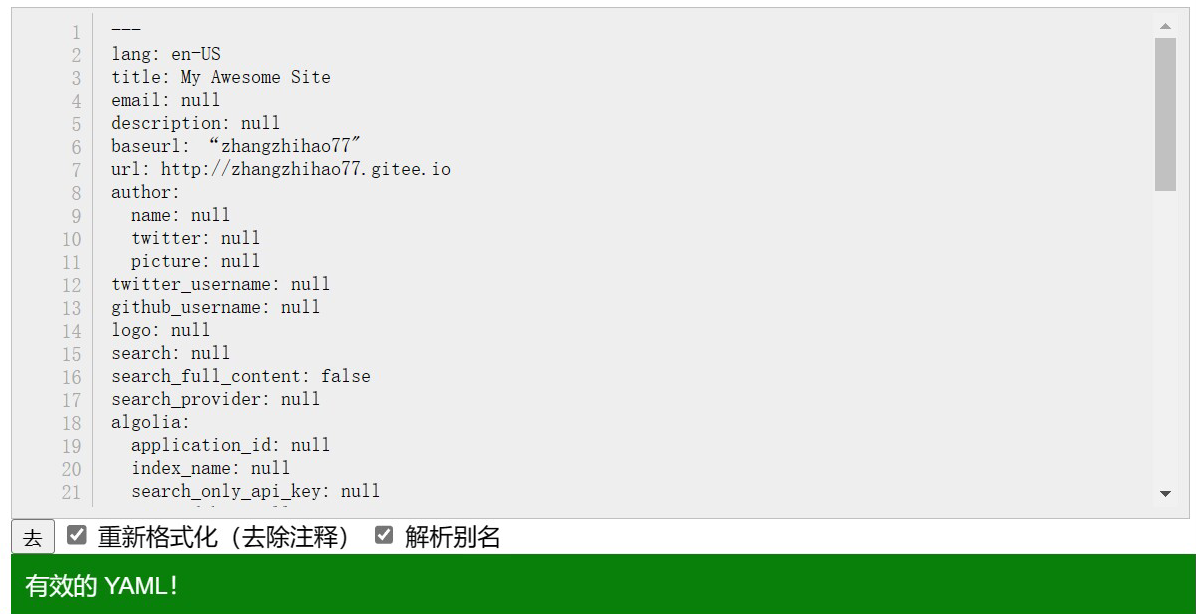 1 ---
2 lang: en-US
3 title: My Awesome Site
4 email: null
5 description: null
6 baseurl: “zhangzhihao77″
7 url: http://zhangzhihao77.gitee.io
8 author:
9   name: null
10   twitter: null
11   picture: null
12 twitter_username: null
13 github_username: null
14 logo: null
15 search: null
16 search_full_content: false
17 search_provider: null
18 algolia:
19   application_id: null
20   index_name: null
21   search_only_api_key: null
去 重新格式化（去除注释） 解析别名
有效的 YAML！